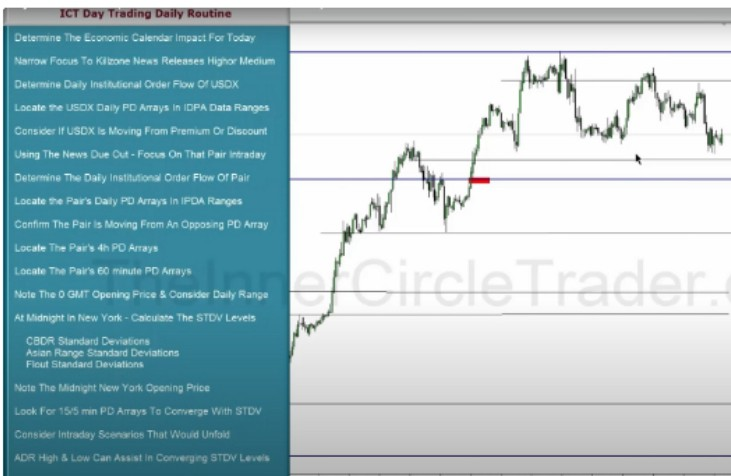 ICT Day Trading Daily Routine
Determine The Economic Calendar Impact For Today
Narrow Focus To Killzone News Releases Highor Medium
Determine Daily Institutional Order Flow Of USDX
Locate the USDX Daily PD Arrays In IDPA Data Ranges
Consider If USDX Is Moving From Premium Or Discount
Using The News Due Out - Focus On That Pair Intraday
Determine The Daily Institutional Order Flow Of Pair
Locate the Pair's Daily PD Arrays in IPDA Ranges
Confirm The Pair Is Moving From An Opposing PD Array
Locate The Pair's 4h PD Arrays
Locate The Pair's 60 minute PD Arrays
Note The 0 GMT Opening Price & Consider Daily Range
At Midnight In New York - Calculate The STDV Levels
CBDR Standard Deviations
Asian Range Standard Deviations
Flout Standard Deviations
Note The Midnight New York Opening Price
Look For 15/5 min PD Arrays To Converge With STDV
Consider Intraday Scenarios That Would Unfold
ADR High & Low Can Assist In Converging STDV Levels
TheInnerCircleTrader.c